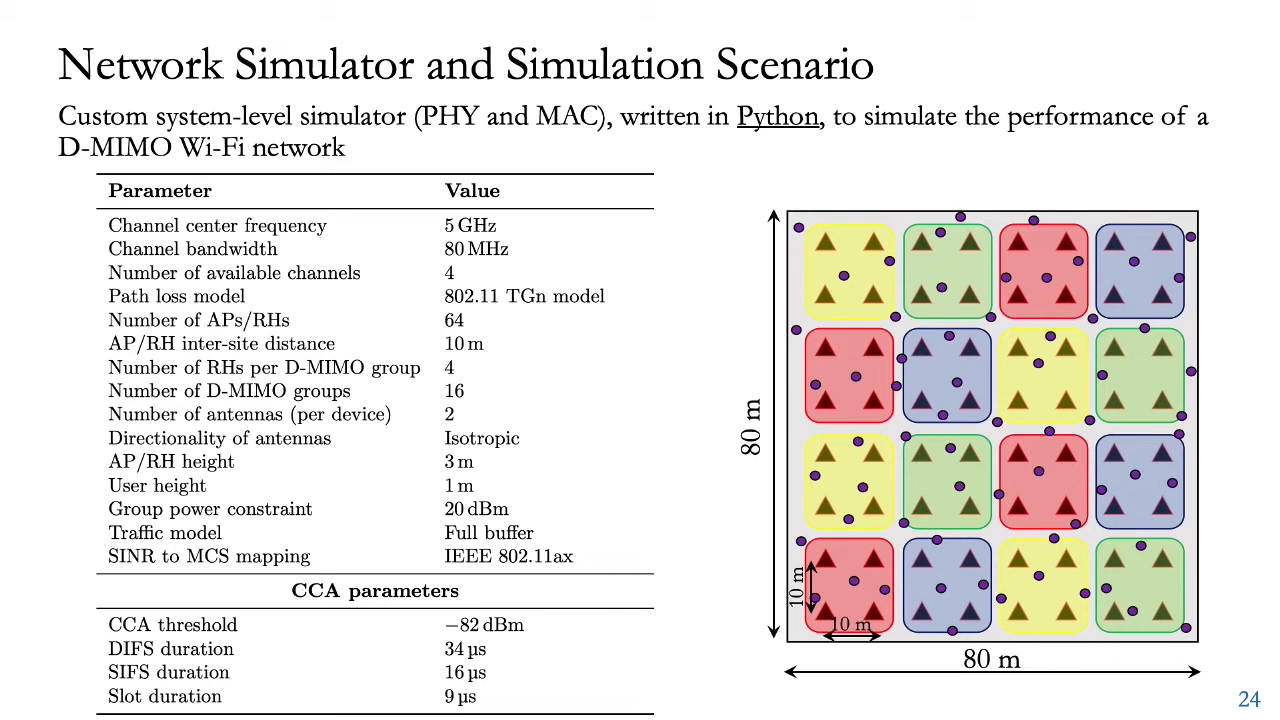 Network Simulator and Simulation Scenario
Custom system-level simulator (PHY and MAC), written in Python, to simulate the performance of a
D-MIMO Wi-Fi network
Parameter Value
Channel center frequency 5 GHz
Channel bandwidth 80 MHz
Number of available channels 4
Path loss model 802.11 TGn model
Number of APs/RHs 64
AP/RH inter-site distance 10 m
Number of RHs per D-MIMO group 4
Number of D-MIMO groups 16
Number of antennas (per device) 2
Directionality of antennas Isotropic
AP/RH height 3 m
User height 1 m
Group power constraint 20 dBm
Traffic model Full buffer
SINR to MCS mapping IEEE 802.11ax
CCA parameters
CCA threshold −82 dBm
DIFS duration 34 µs
SIFS duration 16 µs
Slot duration 9 µs
80 m
10 m
10 m
80 m
24